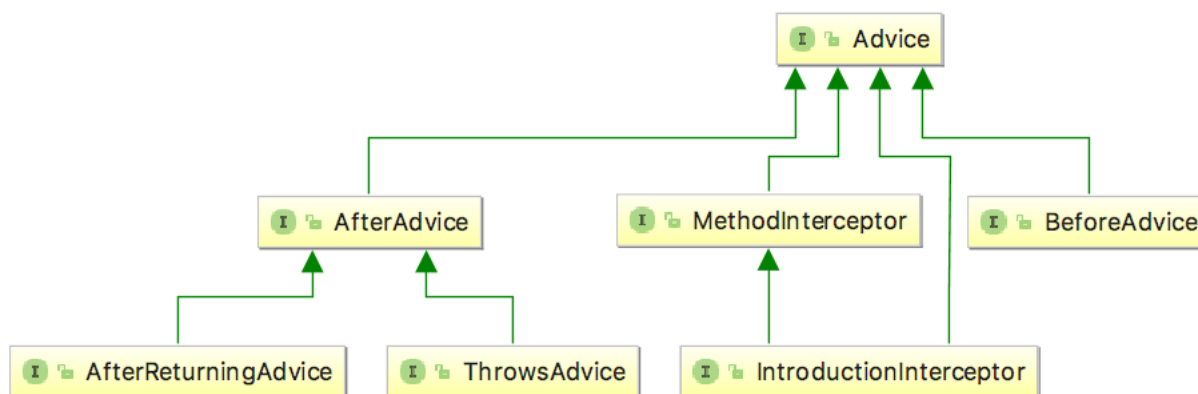 I Advice
I AfterAdvice
I MethodInterceptor
I BeforeAdvice
I AfterReturningAdvice
I ThrowsAdvice
I IntroductionInterceptor